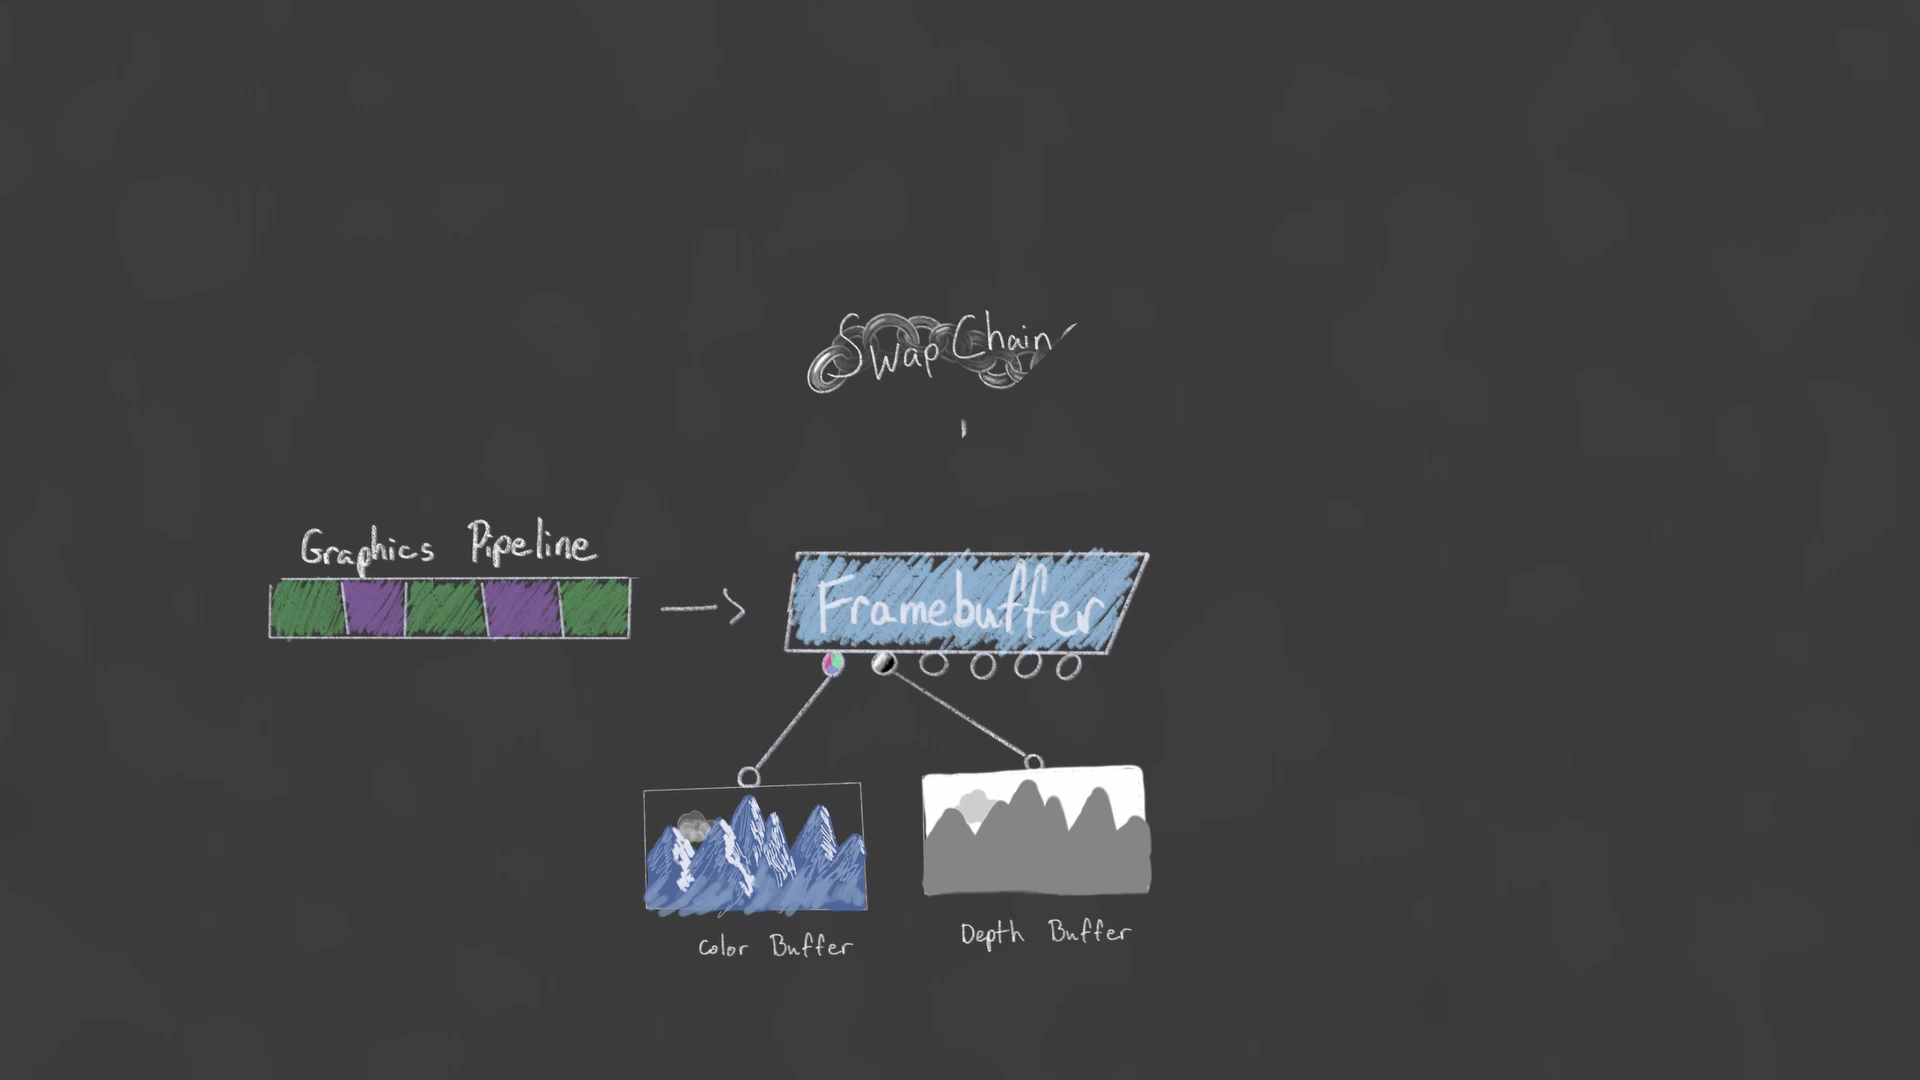 Swap Chain
Graphics Pipeline
Framebuffer
Color Buffer
Depth Buffer